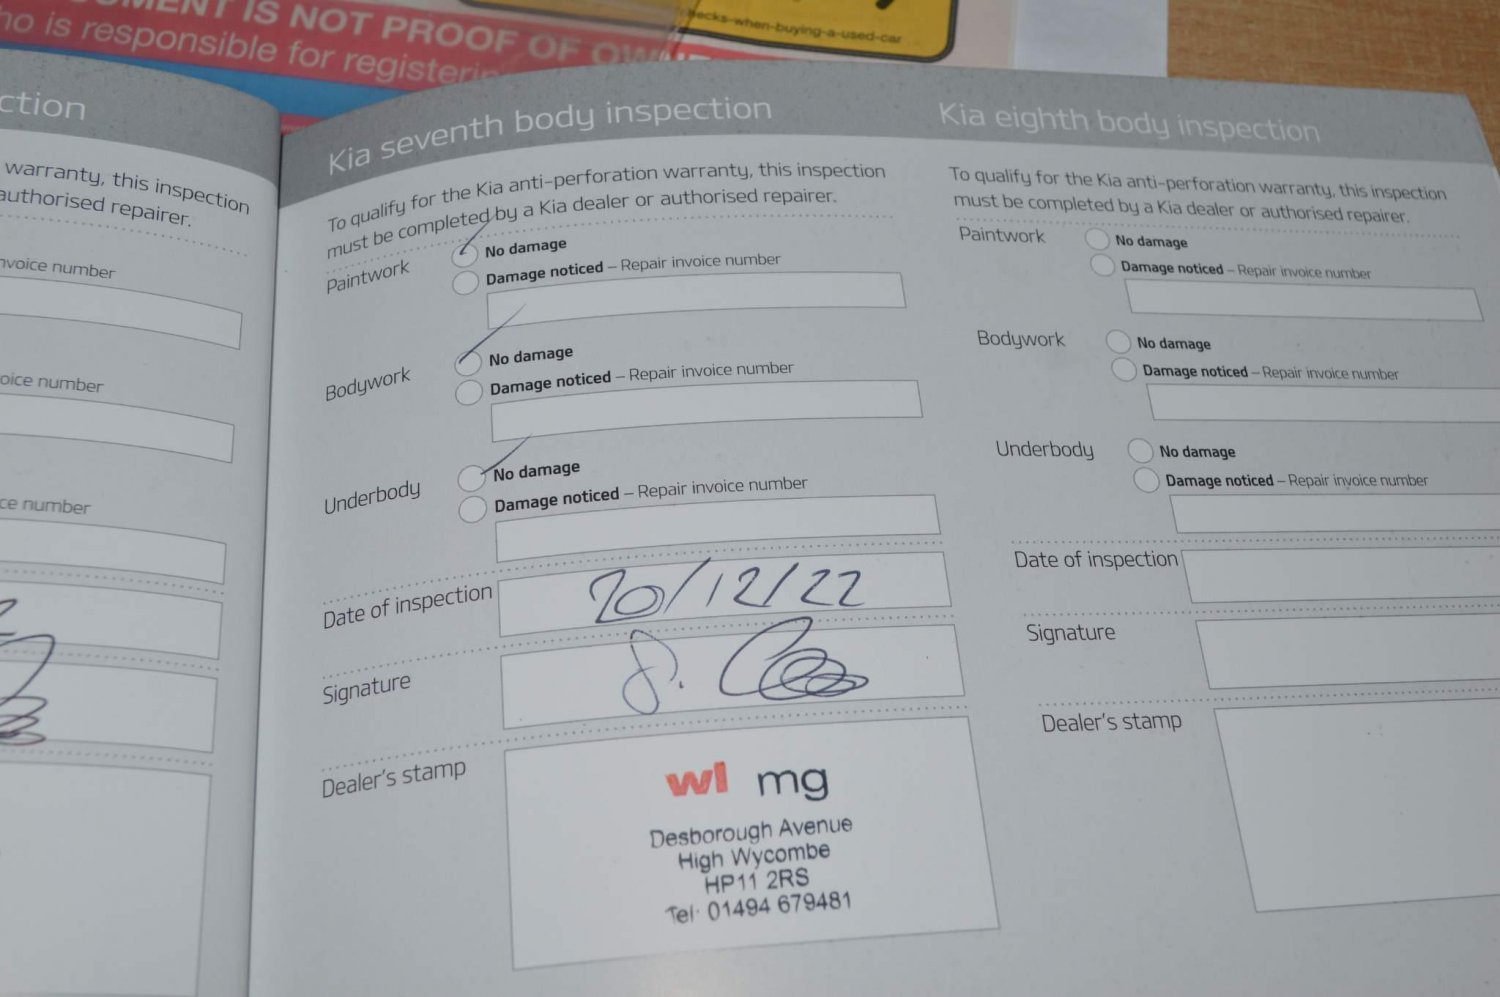 UMENT IS NOT PROOF OF OWNE
ho is responsible for registerin
ecks-when-buying-a-used-car
ction
warranty, this inspection
authorised repairer.
nvoice number
oice number
ce number
Kia seventh body inspection
To qualify for the Kia anti-perforation warranty, this inspection
must be completed by a Kia dealer or authorised repairer.
Paintwork
No damage
Damage noticed – Repair invoice number
Bodywork
No damage
Damage noticed – Repair invoice number
Underbody
No damage
Damage noticed – Repair invoice number
Date of inspection
20/12/22
Signature
Dealer's stamp
wl mg
Desborough Avenue
High Wycombe
HP11 2RS
Tel: 01494 679481
Kia eighth body inspection
To qualify for the Kia anti-perforation warranty, this inspection
must be completed by a Kia dealer or authorised repairer.
Paintwork
No damage
Damage noticed – Repair invoice number
Bodywork
No damage
Damage noticed – Repair invoice number
Underbody
No damage
Damage noticed – Repair invoice number
Date of inspection
Signature
Dealer's stamp